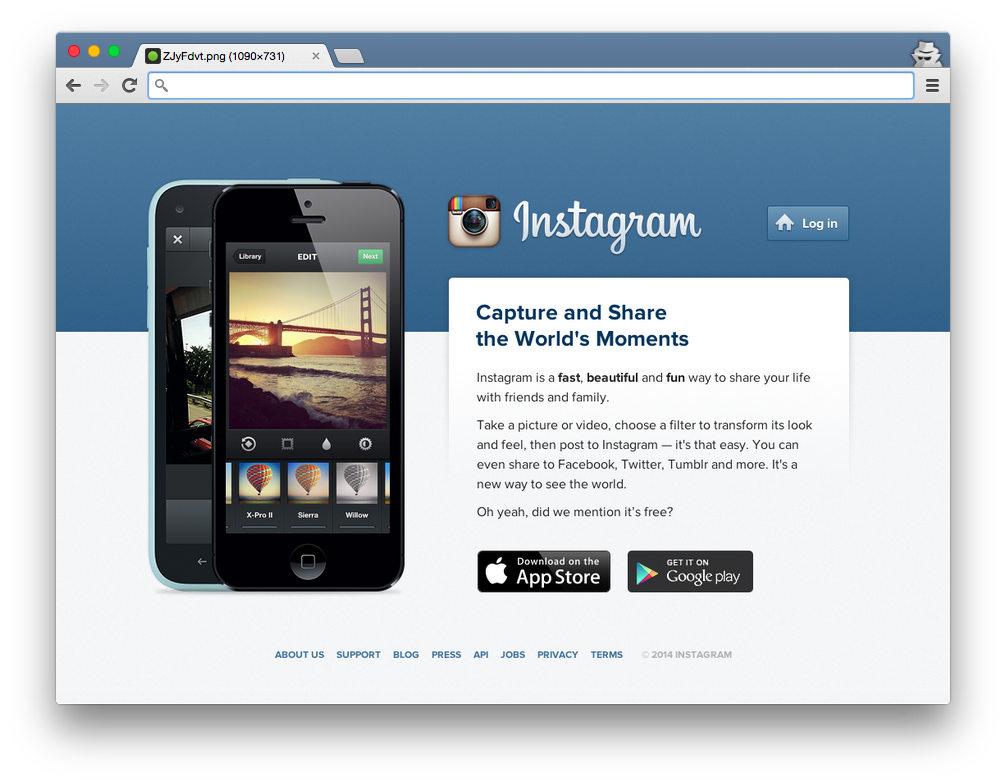 ZJyFdvt.png (1090×731)
Instagram
Log in
Library
EDIT
Next
X-Pro II
Sierra
Willow
Capture and Share
the World's Moments
Instagram is a fast, beautiful and fun way to share your life
with friends and family.
Take a picture or video, choose a filter to transform its look
and feel, then post to Instagram — it's that easy. You can
even share to Facebook, Twitter, Tumblr and more. It's a
new way to see the world.
Oh yeah, did we mention it’s free?
Download on the
App Store
GET IT ON
Google play
ABOUT US SUPPORT BLOG PRESS API JOBS PRIVACY TERMS © 2014 INSTAGRAM